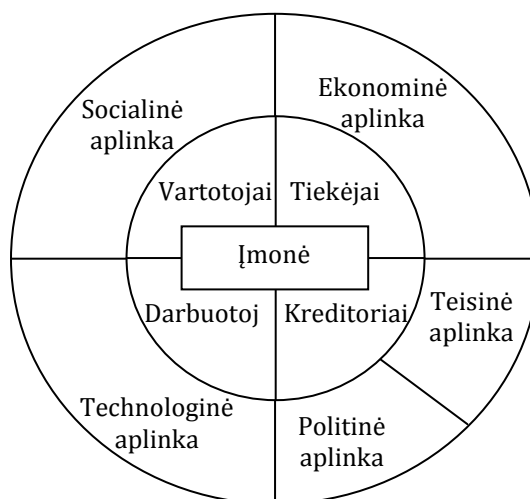 Socialinė
aplinka
Ekonominė
aplinka
Vartotojai
Tiekėjai
Įmonė
Darbuotoj
Kreditoriai
Teisinė
aplinka
Technologinė
aplinka
Politinė
aplinka